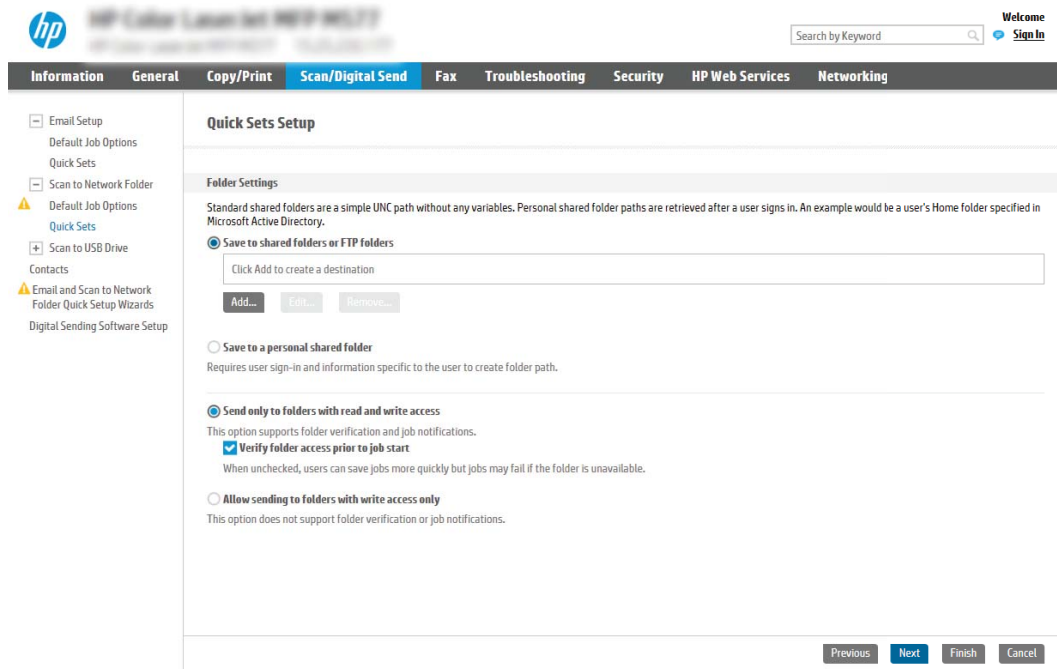 hp
Welcome
Search by Keyword
Sign In
Information General Copy/Print Scan/Digital Send Fax Troubleshooting Security HP Web Services Networking
Email Setup
Default Job Options
Quick Sets
Scan to Network Folder
Default Job Options
Quick Sets
Scan to USB Drive
Contacts
Email and Scan to Network
Folder Quick Setup Wizards
Digital Sending Software Setup
Quick Sets Setup
Folder Settings
Standard shared folders are a simple UNC path without any variables. Personal shared folder paths are retrieved after a user signs in. An example would be a user's Home folder specified in
Microsoft Active Directory.
Save to shared folders or FTP folders
Click Add to create a destination
Add... Edit... Remove...
Save to a personal shared folder
Requires user sign-in and information specific to the user to create folder path.
Send only to folders with read and write access
This option supports folder verification and job notifications.
Verify folder access prior to job start
When unchecked, users can save jobs more quickly but jobs may fail if the folder is unavailable.
Allow sending to folders with write access only
This option does not support folder verification or job notifications.
Previous Next Finish Cancel